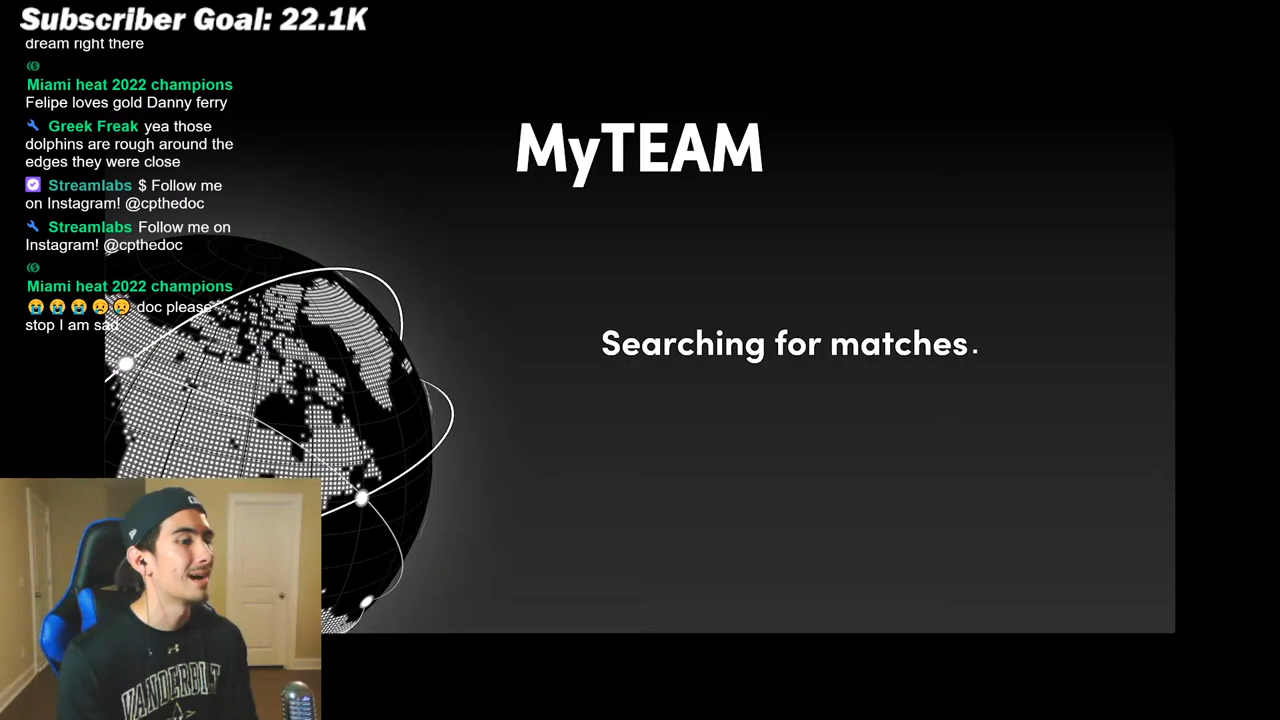 Subscriber Goal: 22.1K
dream right there
Miami heat 2022 champions
Felipe loves gold Danny ferry
Greek Freak yea those
dolphins are rough around the
edges they were close
Streamlabs $ Follow me
on Instagram! @cpthedoc
Streamlabs Follow me on
Instagram! @cpthedoc
Miami heat 2022 champions
😭😭😭😥😥 doc please
stop I am sad
MyTEAM
Searching for matches.
VANDERBILT